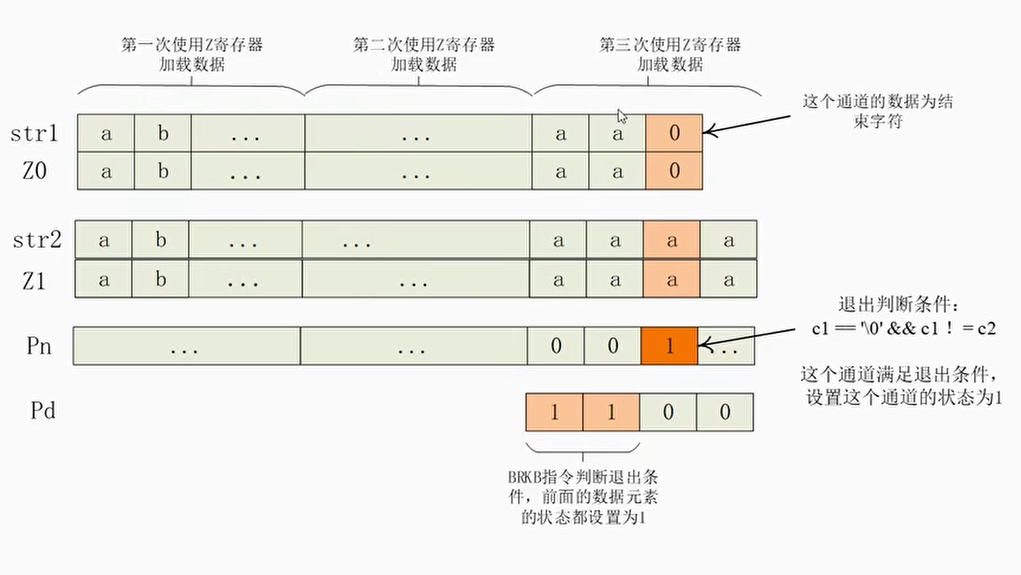 第一次使用Z寄存器
加载数据
第二次使用Z寄存器
加载数据
第三次使用Z寄存器
加载数据
这个通道的数据为结
束字符
str1 a b ... ... a a 0
Z0 a b ... ... a a 0
str2 a b ... ... a a a a
Z1 a b ... ... a a a a
退出判断条件：
c1 == '\0' && c1 ！= c2
Pn ... ... 0 0 1 ...
这个通道满足退出条件，
设置这个通道的状态为1
Pd 1 1 0 0
BRKB指令判断退出条
件，前面的数据元素
的状态都设置为1